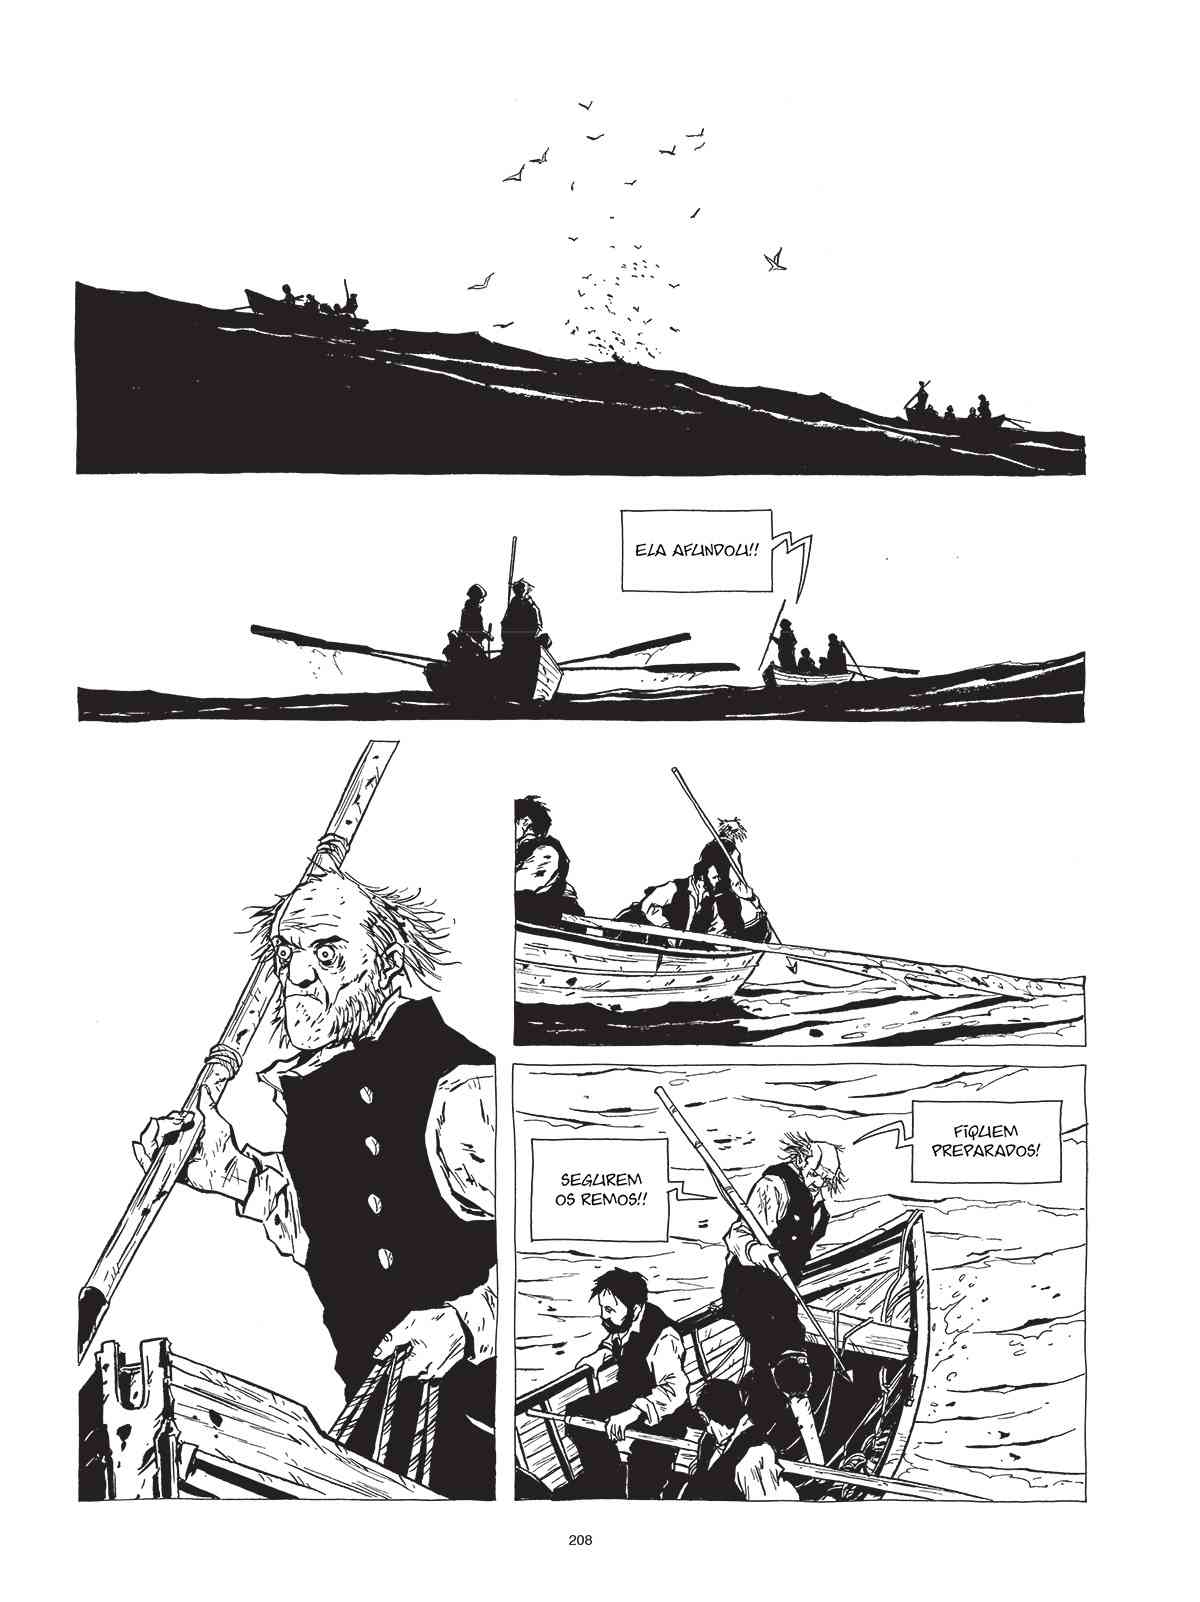 ELA AFUNDOU!!
FIQUEM
PREPARADOS!
SEGUREM
OS REMOS!!
208